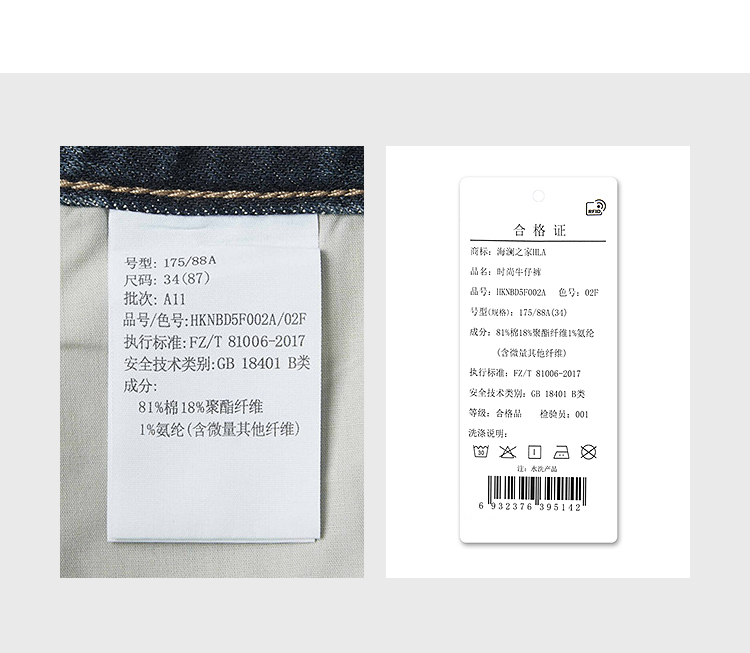 号型: 175/88A
尺码: 34(87)
批次: A11
品号/色号:HKNBD5F002A/02F
执行标准:FZ/T 81006-2017
安全技术类别:GB 18401 B类
成分:
81%棉18%聚酯纤维
1%氨纶(含微量其他纤维)
RFID
合格证
商标: 海澜之家HLA
品名: 时尚牛仔裤
品号: HKNBD5F002A 色号: 02F
号型(规格): 175/88A(34)
成分: 81%棉18%聚酯纤维1%氨纶
(含微量其他纤维)
执行标准: FZ/T 81006-2017
安全技术类别: GB 18401 B类
等级: 合格品 检验员: 001
洗涤说明:
30
注: 水洗产品
6 932376 395142